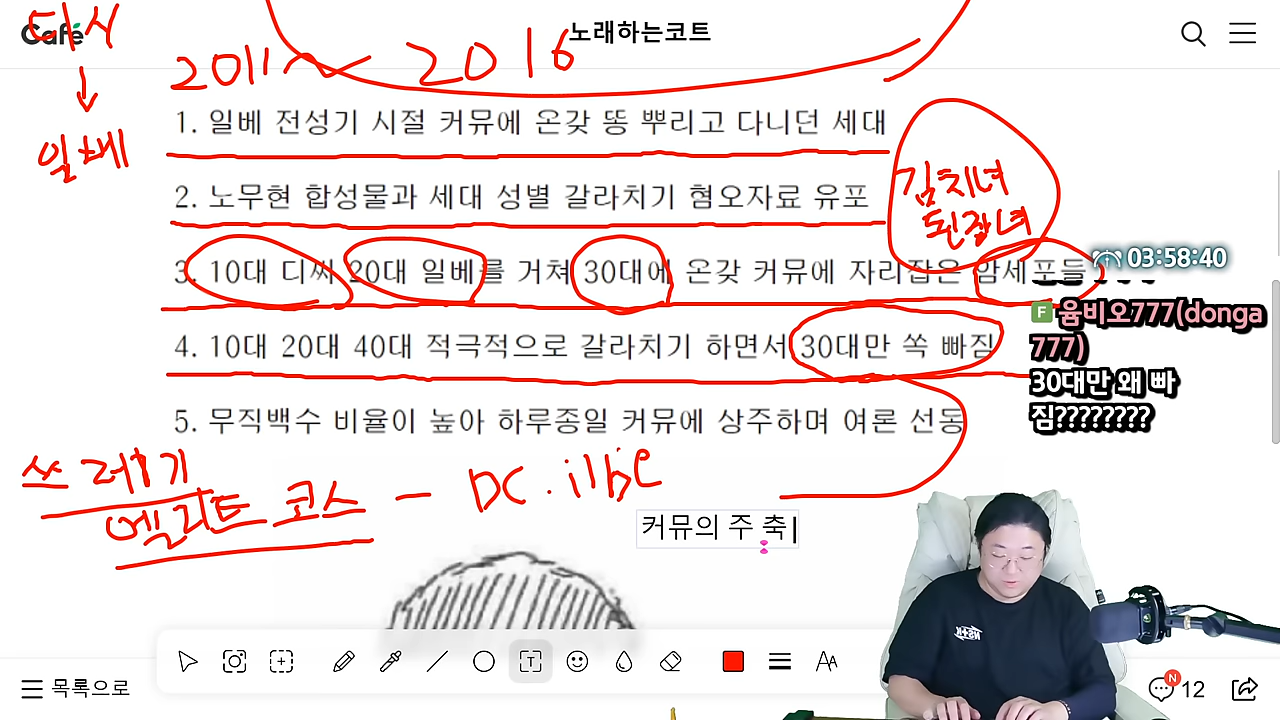 디시
Café
노래하는코트
↓
일베
2011 ~ 2016
1. 일베 전성기 시절 커뮤에 온갖 똥 뿌리고 다니던 세대
2. 노무현 합성물과 세대 성별 갈라치기 혐오자료 유포
김치녀
된장녀
3. 10대 디씨 20대 일베를 거쳐 30대에 온갖 커뮤에 자리잡은 암세포들
03:58:40
F 윰비오777(donga
777)
30대만 왜 빠
짐????????
4. 10대 20대 40대 적극적으로 갈라치기 하면서 30대만 쏙 빠짐
5. 무직백수 비율이 높아 하루종일 커뮤에 상주하며 여론 선동
쓰레기
엘리트 코스 - DC. ilbe
커뮤의 주 축
T
AA
목록으로
N
12